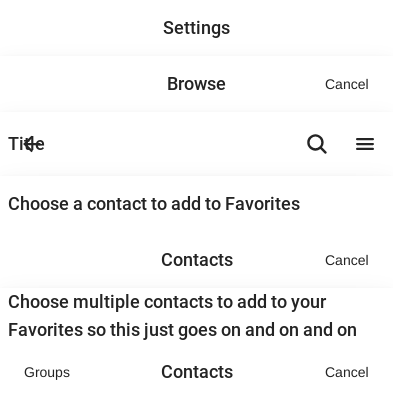 Settings
Browse Cancel
Title
Choose a contact to add to Favorites
Contacts Cancel
Choose multiple contacts to add to your
Favorites so this just goes on and on and on
Groups Contacts Cancel